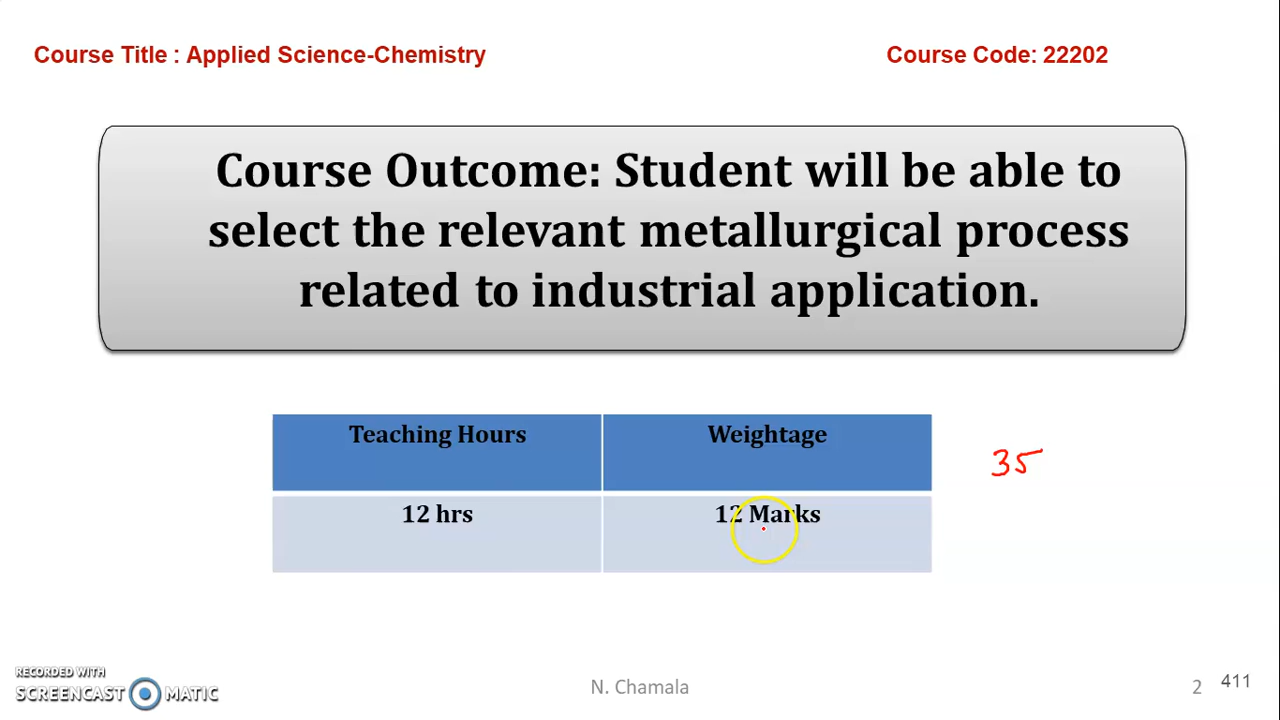 Course Title : Applied Science-Chemistry
Course Code: 22202
Course Outcome: Student will be able to
select the relevant metallurgical process
related to industrial application.
Teaching Hours
Weightage
35
12 hrs
12 Marks
RECORDED WITH
SCREENCAST MATIC
N. Chamala
2
411